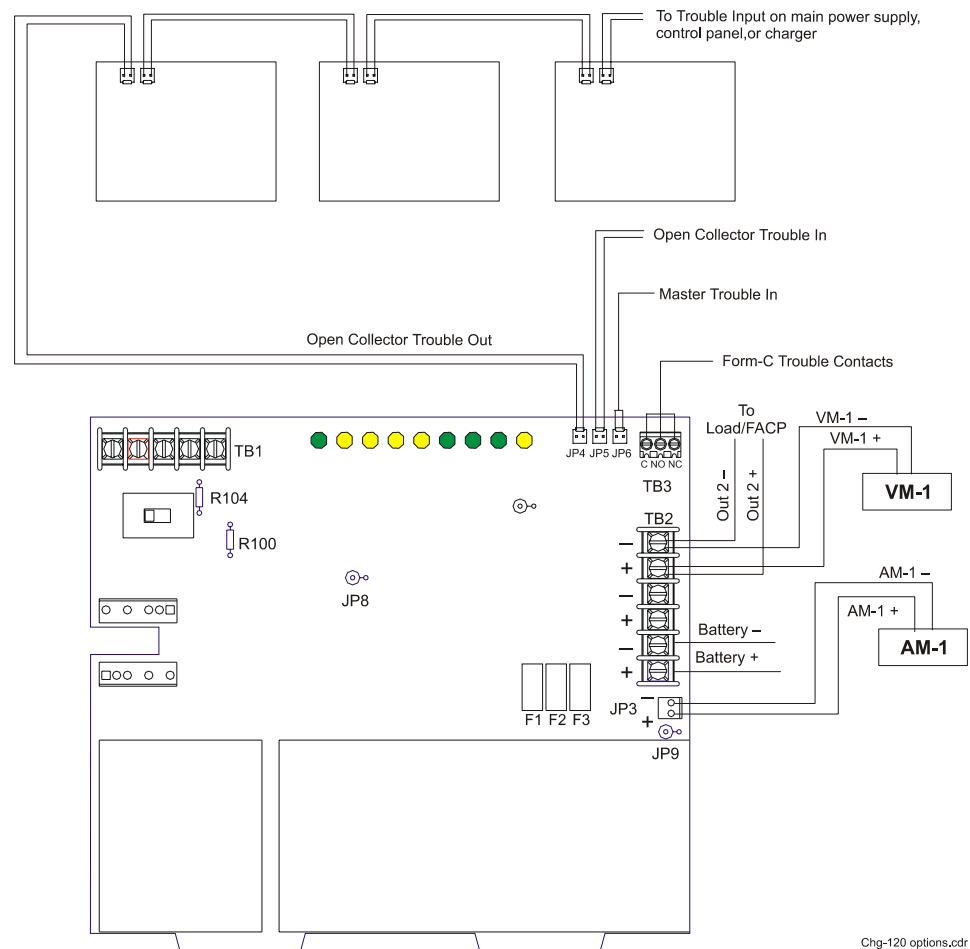 To Trouble Input on main power supply,
control panel,or charger
Open Collector Trouble In
Master Trouble In
Open Collector Trouble Out
Form-C Trouble Contacts
To
Load/FACP
VM-1 –
VM-1 +
VM-1
TB1
JP4 JP5 JP6
C NO NC
TB3
Out 2 –
Out 2 +
R104
R100
TB2
–
+
–
+
–
+
JP8
AM-1 –
AM-1 +
AM-1
Battery –
Battery +
F1 F2 F3
JP3
–
+
JP9
Chg-120 options.cdr